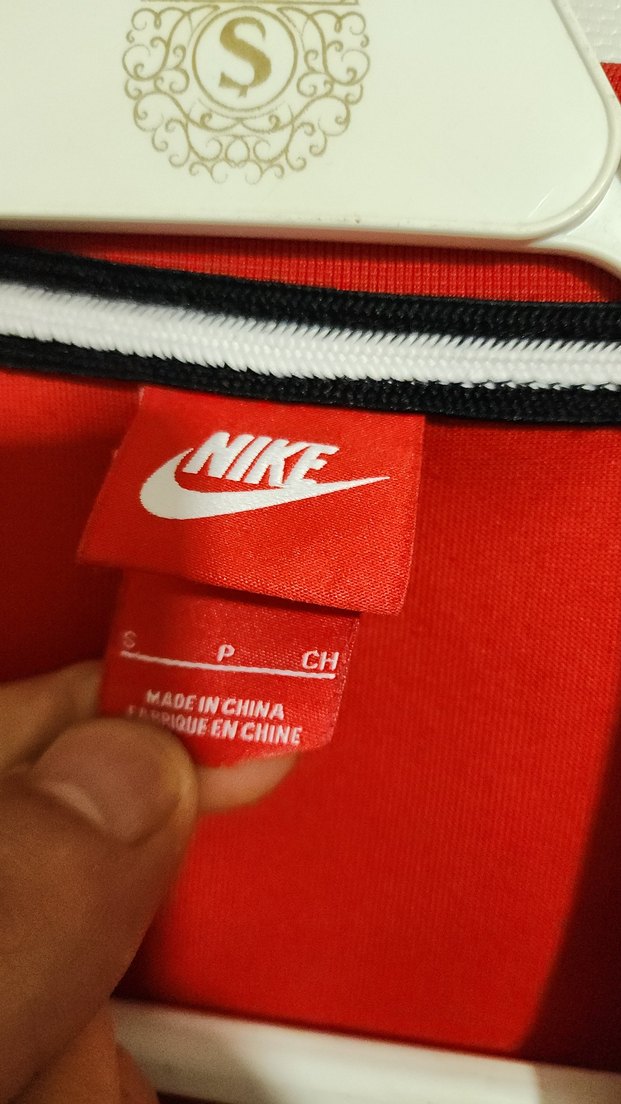 S
NIKE
S P CH
MADE IN CHINA
FABRIQUE EN CHINE